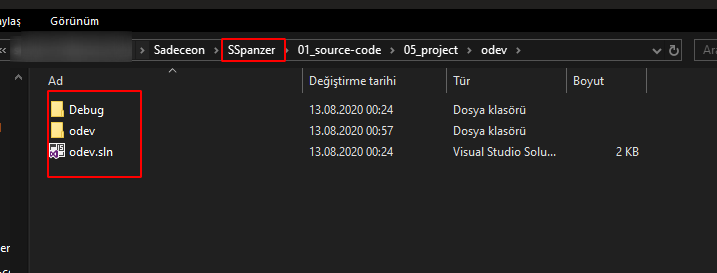 ylaş Görünüm
« Sadeceon > SSpanzer > 01_source-code > 05_project > odev Ara
Ad Değiştirme tarihi Tür Boyut
Debug 13.08.2020 00:24 Dosya klasörü
odev 13.08.2020 00:57 Dosya klasörü
odev.sln 13.08.2020 00:24 Visual Studio Solu... 2 KB
er